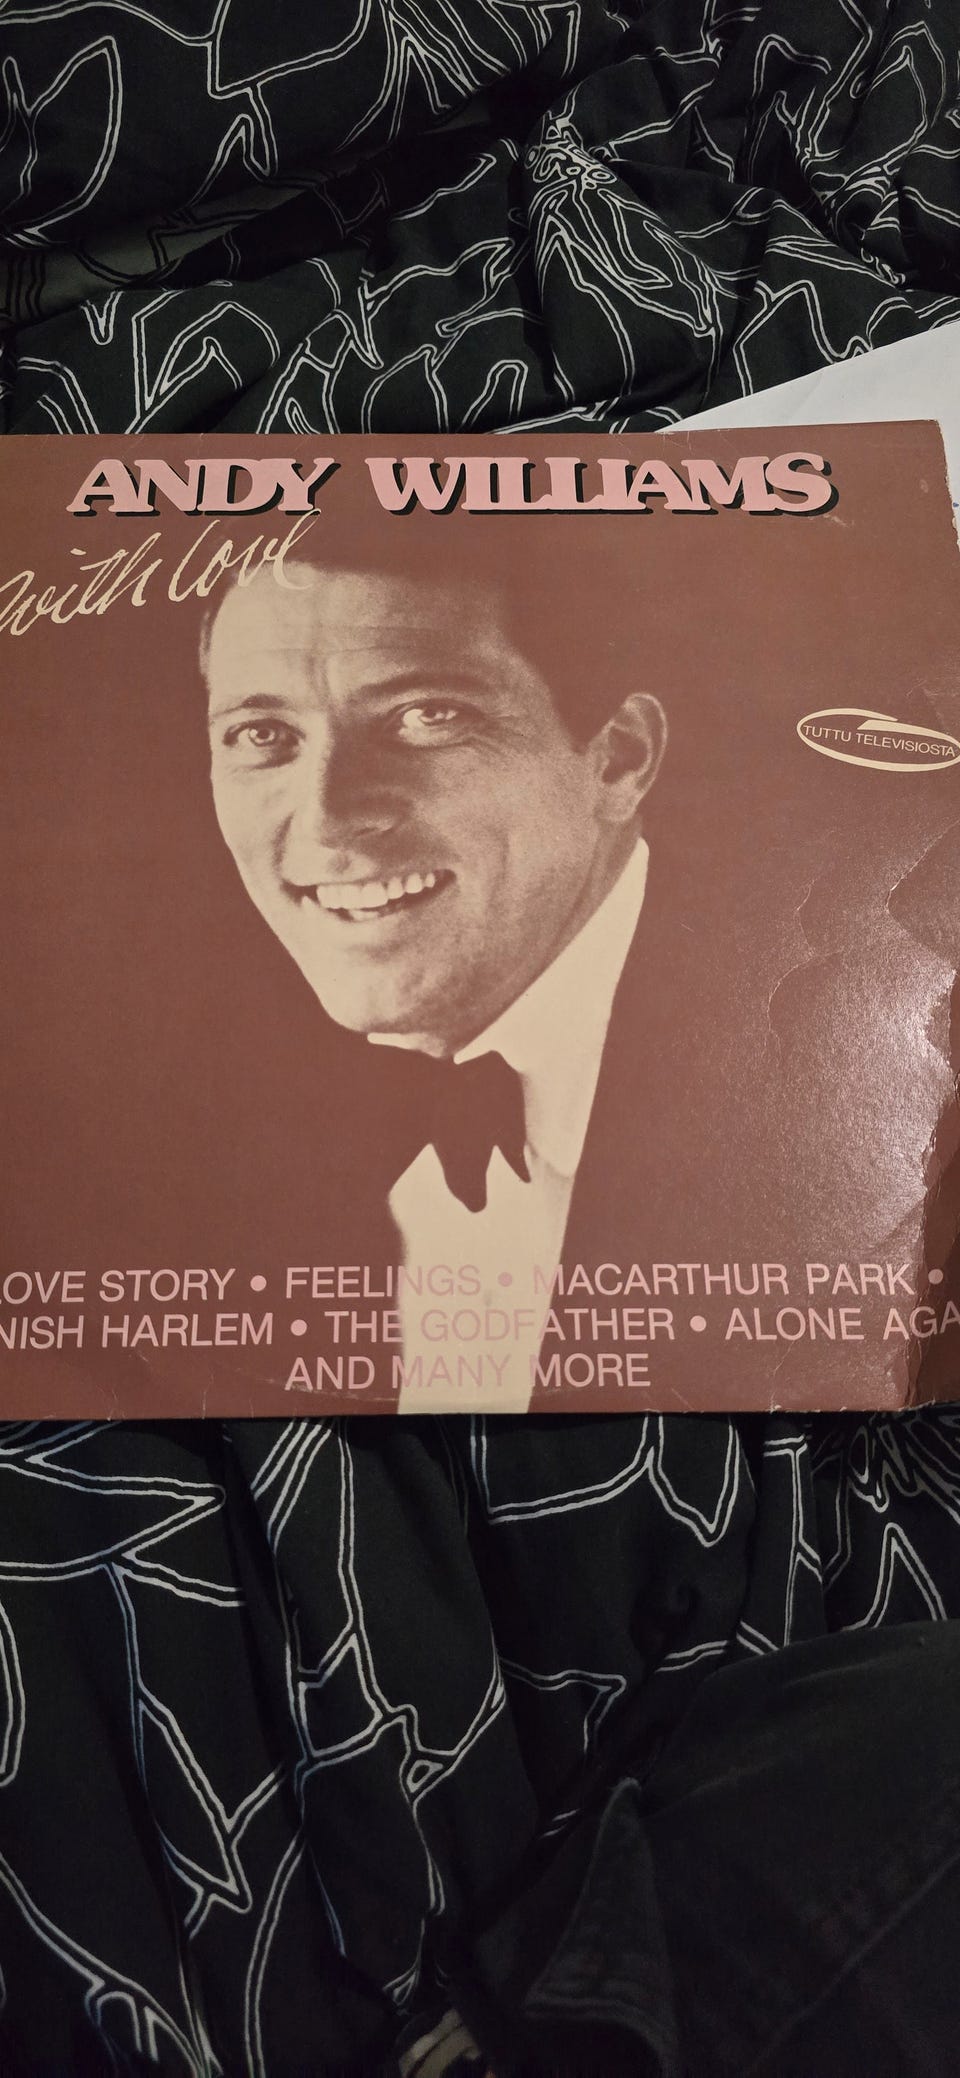 ANDY WILLIAMS
with love
TUTTU TELEVISIOSTA
LOVE STORY • FEELINGS • MACARTHUR PARK •
NISH HARLEM • THE GODFATHER • ALONE AGA
AND MANY MORE